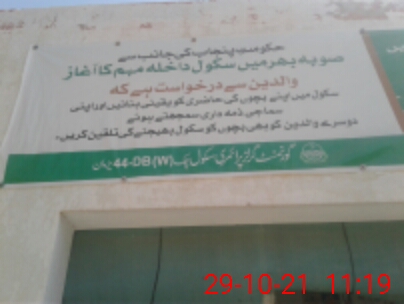 حکومت پنجاب کی جانب سے
صوبہ بھر میں سکول داخلہ مہم کا آغاز
والدین سے درخواست ہے کہ
سکول میں اپنے بچوں کی حاضری کو یقینی بنائیں اور اپنی
سماجی ذمہ داری سمجھتے ہوئے
دوسرے والدین کو بھی بچوں کو سکول بھیجنے کی تلقین کریں۔
گورنمنٹ گرلز پرائمری سکول چک 44-DB (W) یزمان
29-10-21 11:19